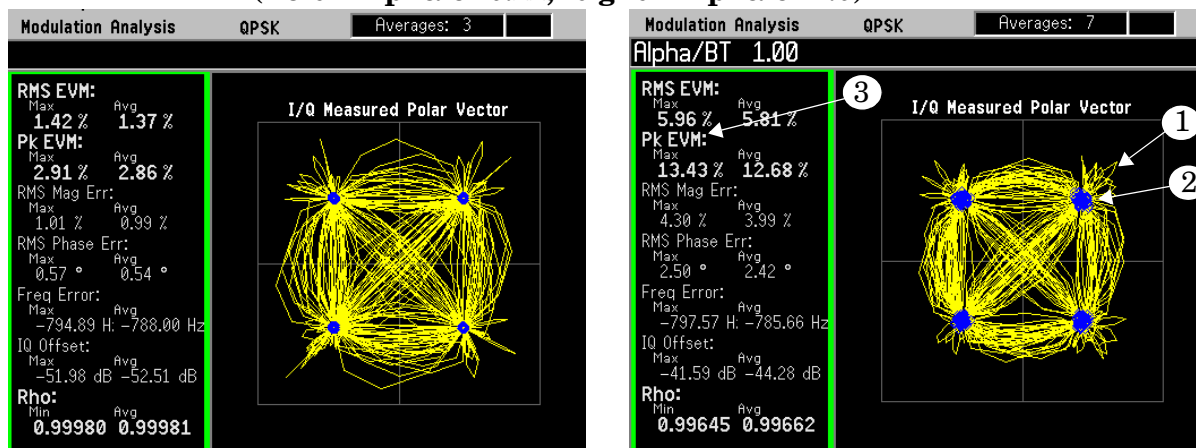 Modulation Analysis QPSK Averages: 3
RMS EVM:
Max Avg
1.42 % 1.37 %
Pk EVM:
Max Avg
2.91 % 2.86 %
RMS Mag Err:
Max Avg
1.01 % 0.99 %
RMS Phase Err:
Max Avg
0.57 ° 0.54 °
Freq Error:
Max Avg
-794.89 H: -788.00 Hz
IQ Offset:
Max Avg
-51.98 dB -52.51 dB
Rho:
Min Avg
0.99980 0.99981
I/Q Measured Polar Vector
Modulation Analysis QPSK Averages: 7
Alpha/BT 1.00
RMS EVM:
Max Avg
5.96 % 5.81 %
Pk EVM:
Max Avg
13.43 % 12.68 %
RMS Mag Err:
Max Avg
4.30 % 3.99 %
RMS Phase Err:
Max Avg
2.50 ° 2.42 °
Freq Error:
Max Avg
-797.57 H: -785.66 Hz
IQ Offset:
Max Avg
-41.59 dB -44.28 dB
Rho:
Min Avg
0.99645 0.99662
I/Q Measured Polar Vector
3
1
2